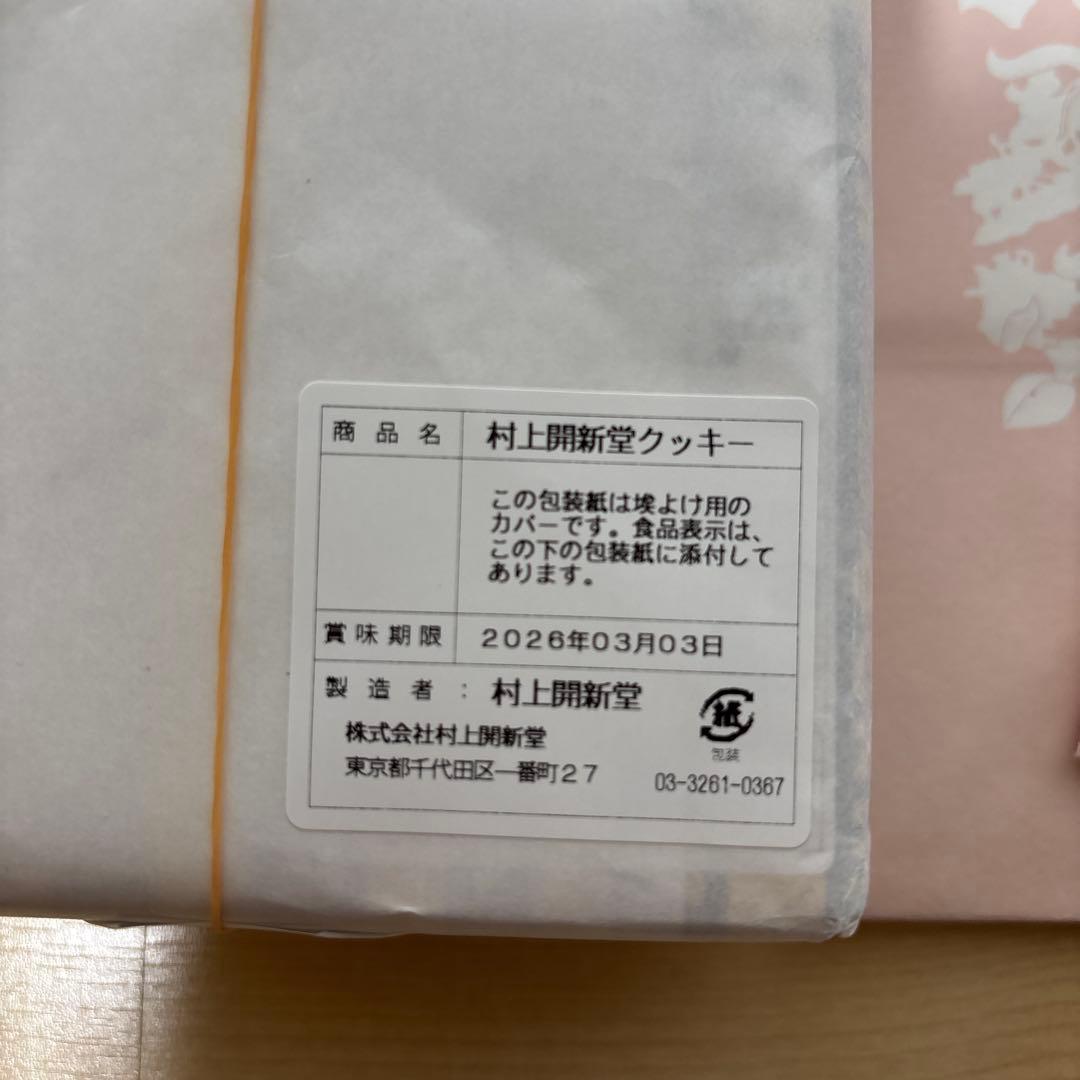 商品名 村上開新堂クッキー
この包装紙は埃よけ用の
カバーです。食品表示は、
この下の包装紙に添付して
あります。
賞味期限 2026年03月03日
製造者： 村上開新堂
株式会社村上開新堂
東京都千代田区一番町27
紙
包装
03-3261-0367